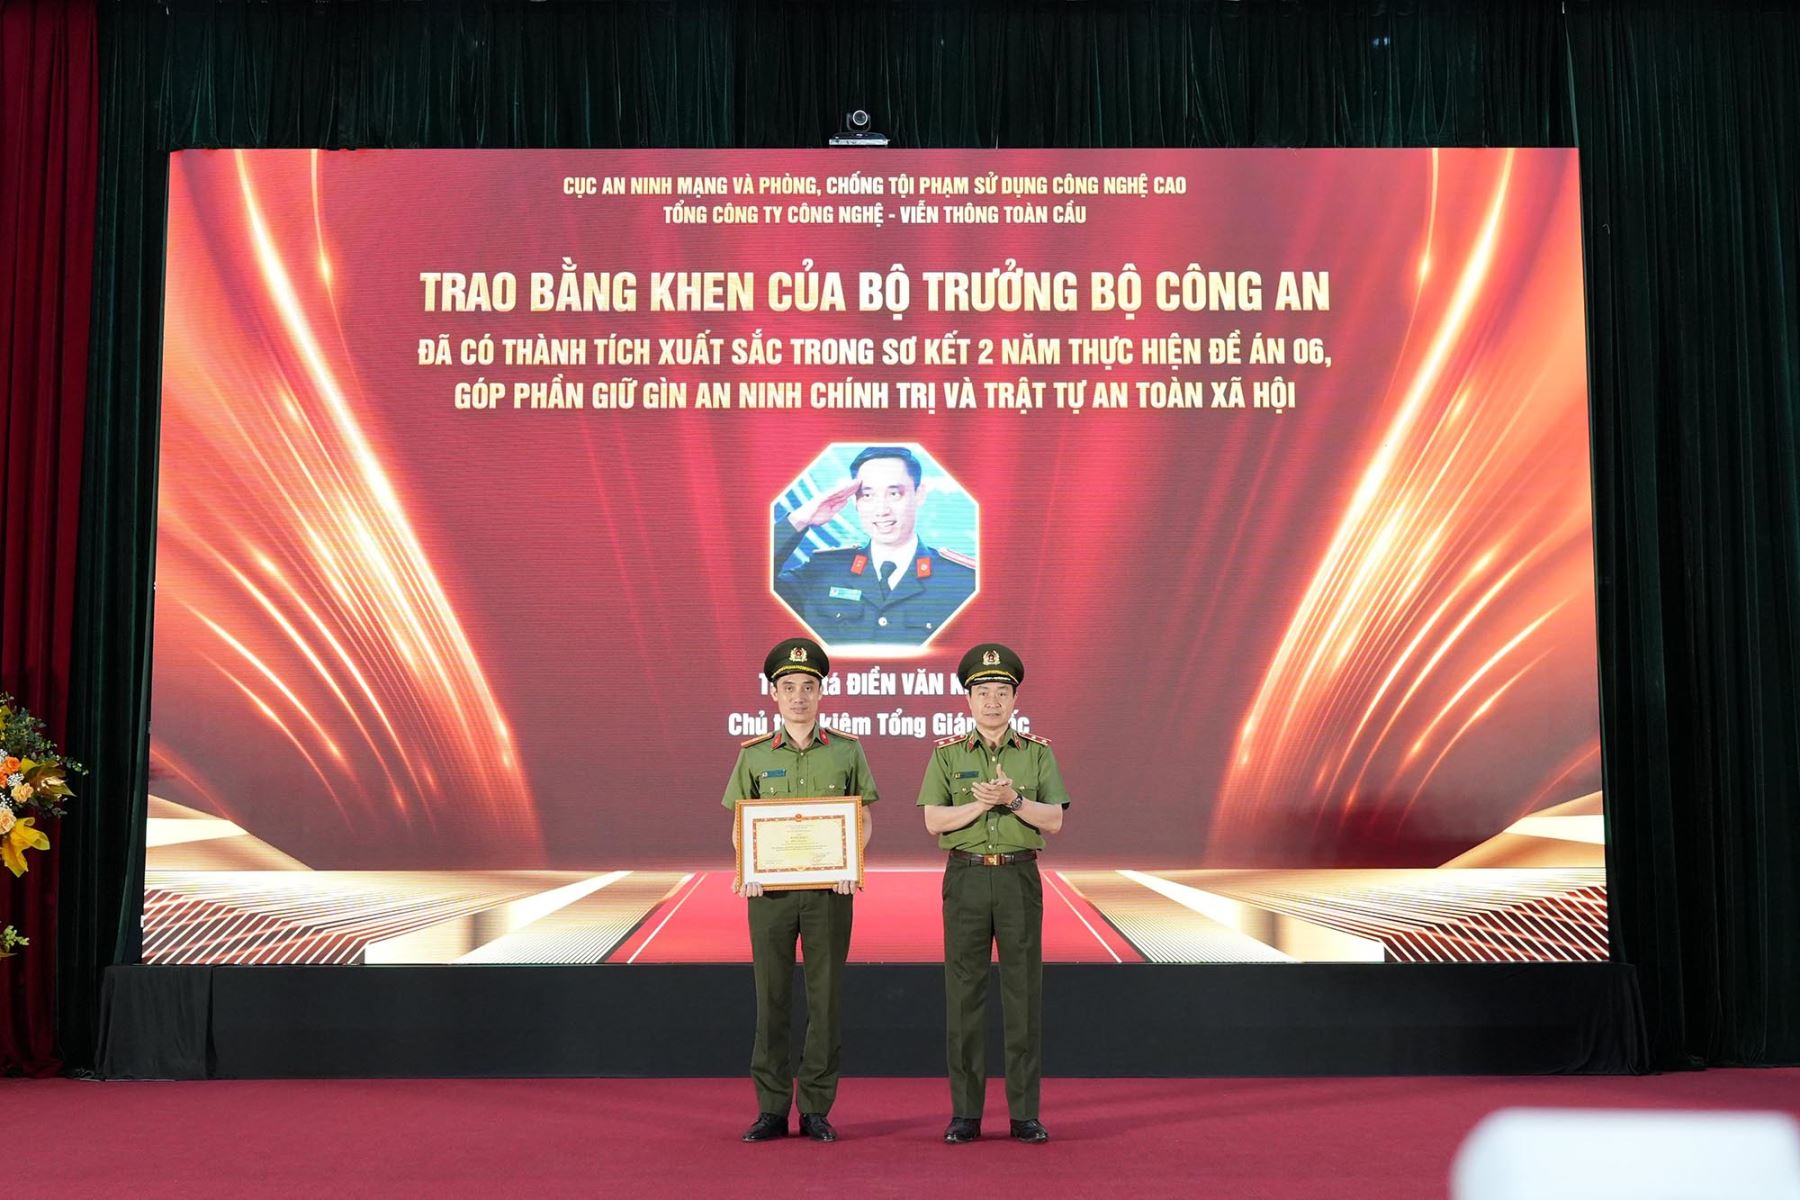 CỤC AN NINH MẠNG VÀ PHÒNG, CHỐNG TỘI PHẠM SỬ DỤNG CÔNG NGHỆ CAO
TỔNG CÔNG TY CÔNG NGHỆ - VIỄN THÔNG TOÀN CẦU
TRAO BẰNG KHEN CỦA BỘ TRƯỞNG BỘ CÔNG AN
ĐÃ CÓ THÀNH TÍCH XUẤT SẮC TRONG SƠ KẾT 2 NĂM THỰC HIỆN ĐỀ ÁN 06,
GÓP PHẦN GIỮ GÌN AN NINH CHÍNH TRỊ VÀ TRẬT TỰ AN TOÀN XÃ HỘI
ĐIỀN VĂN
Chủ kiêm Tổng